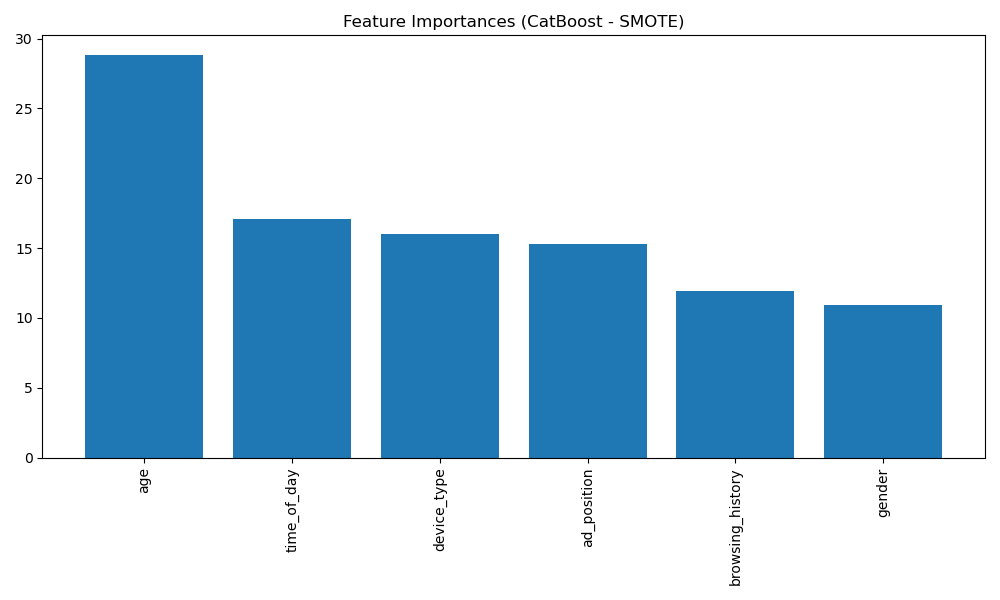 Feature Importances (CatBoost - SMOTE)
30
25
20
15
10
5
0
age
time_of_day
device_type
ad_position
browsing_history
gender